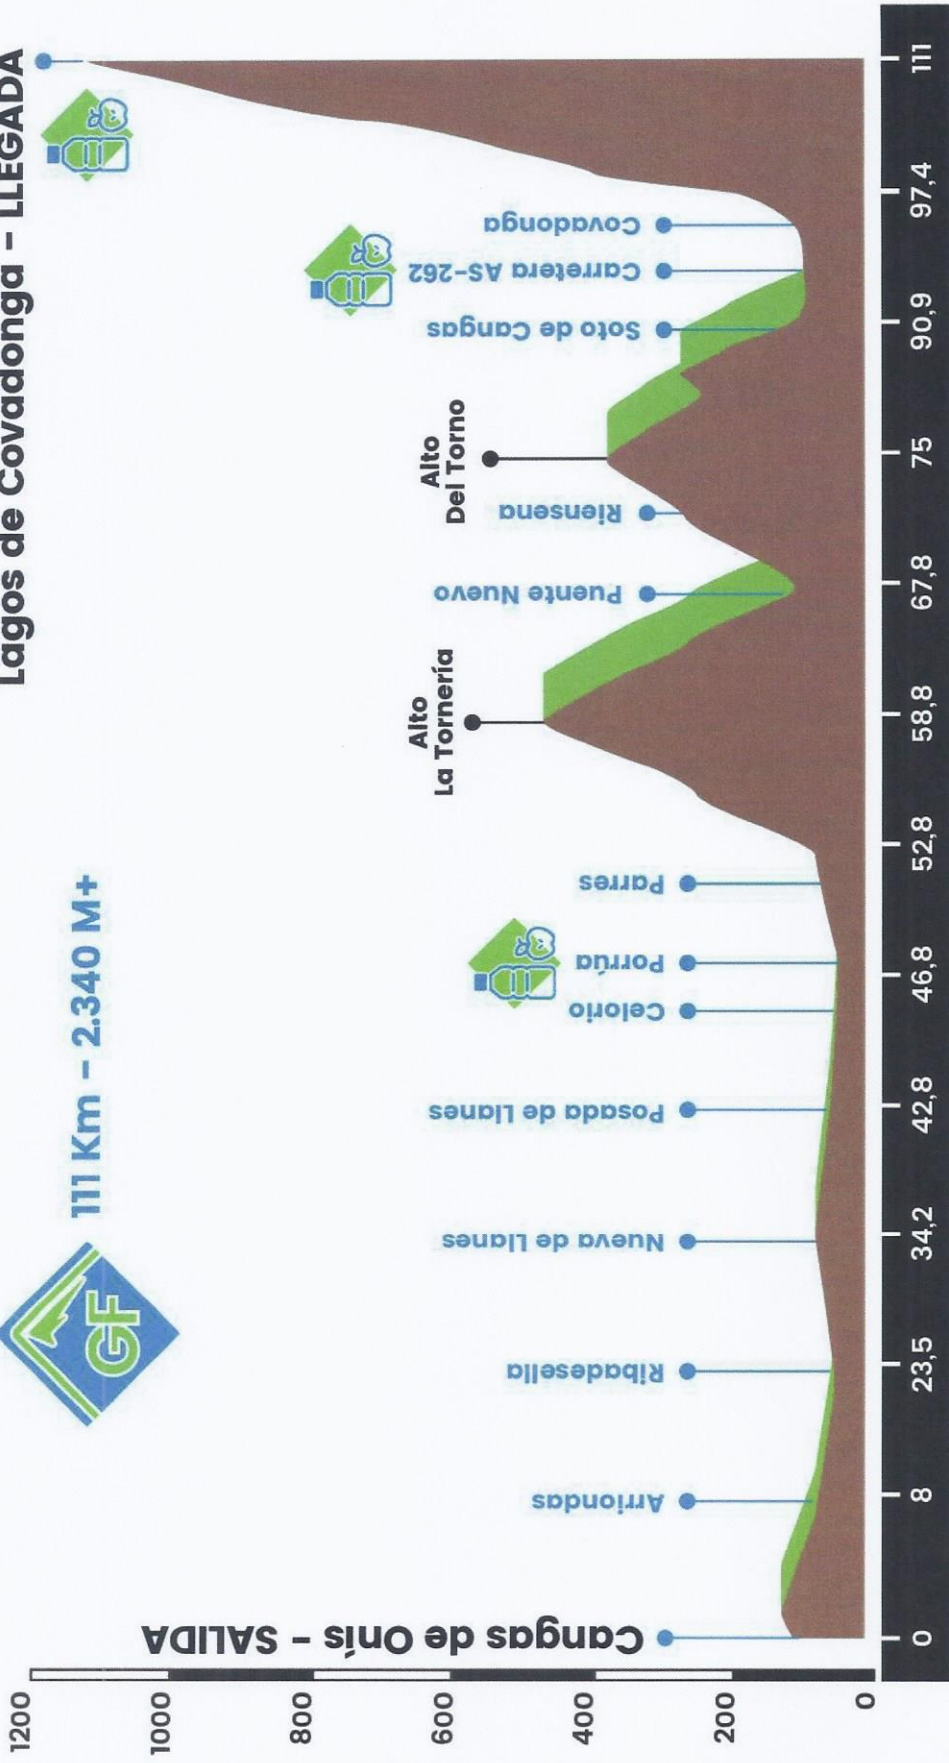 Lagos de Covadonga – LLEGADA
GF
111 Km – 2.340 M+
Cangas de Onís – SALIDA
Arriondas
Ribadesella
Nueva de Llanes
Posada de Llanes
Celorio
Porrúa
Parres
Alto
La Tornería
Puente Nuevo
Riensena
Alto
Del Torno
Soto de Cangas
Carretera AS-262
Covadonga
1200
1000
800
600
400
200
0
0 8 23,5 34,2 42,8 46,8 52,8 58,8 67,8 75 90,9 97,4 111